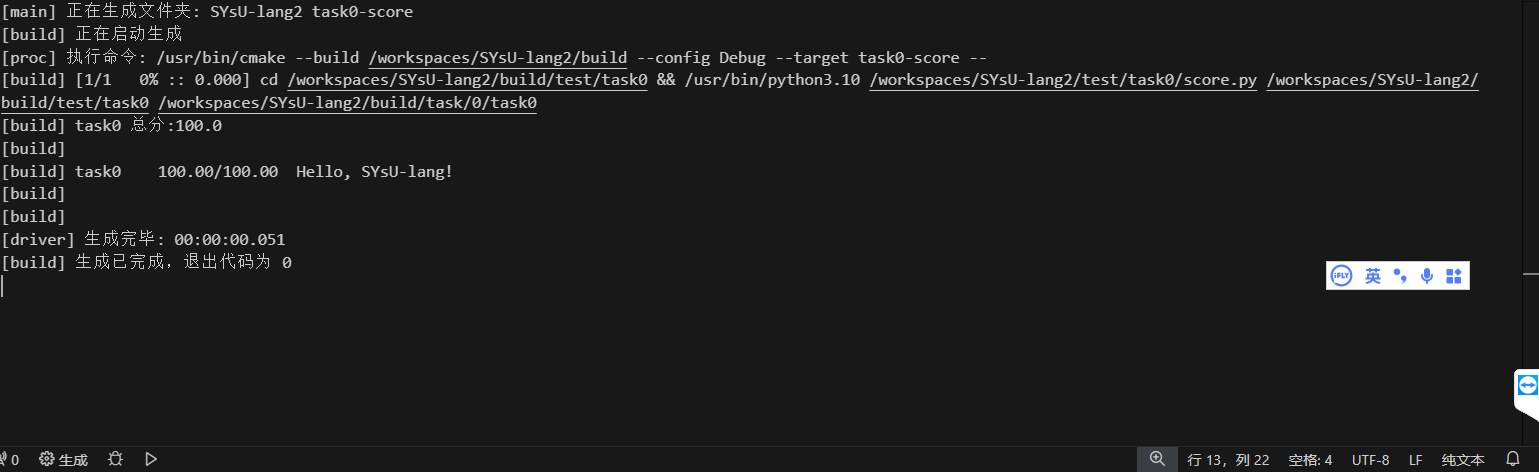 [main] 正在生成文件夹: SYsU-lang2 task0-score
[build] 正在启动生成
[proc] 执行命令: /usr/bin/cmake --build /workspaces/SYsU-lang2/build --config Debug --target task0-score --
[build] [1/1   0% :: 0.000] cd /workspaces/SYsU-lang2/build/test/task0 && /usr/bin/python3.10 /workspaces/SYsU-lang2/test/task0/score.py /workspaces/SYsU-lang2/
build/test/task0 /workspaces/SYsU-lang2/build/task/0/task0
[build] task0 总分:100.0
[build]
[build] task0    100.00/100.00  Hello, SYsU-lang!
[build]
[build]
[driver] 生成完毕: 00:00:00.051
[build] 生成已完成，退出代码为 0
iFLY 英
0 生成 行 13，列 22 空格: 4 UTF-8 LF 纯文本